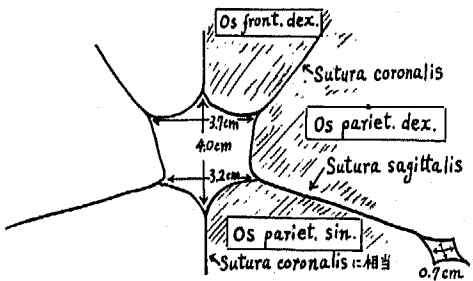 Os front. dex.
Sutura coronalis
3.7cm
Os pariet. dex.
4.0cm
3.2cm
Sutura sagittalis
Os pariet. sin.
Sutura coronalisに相当
0.7cm